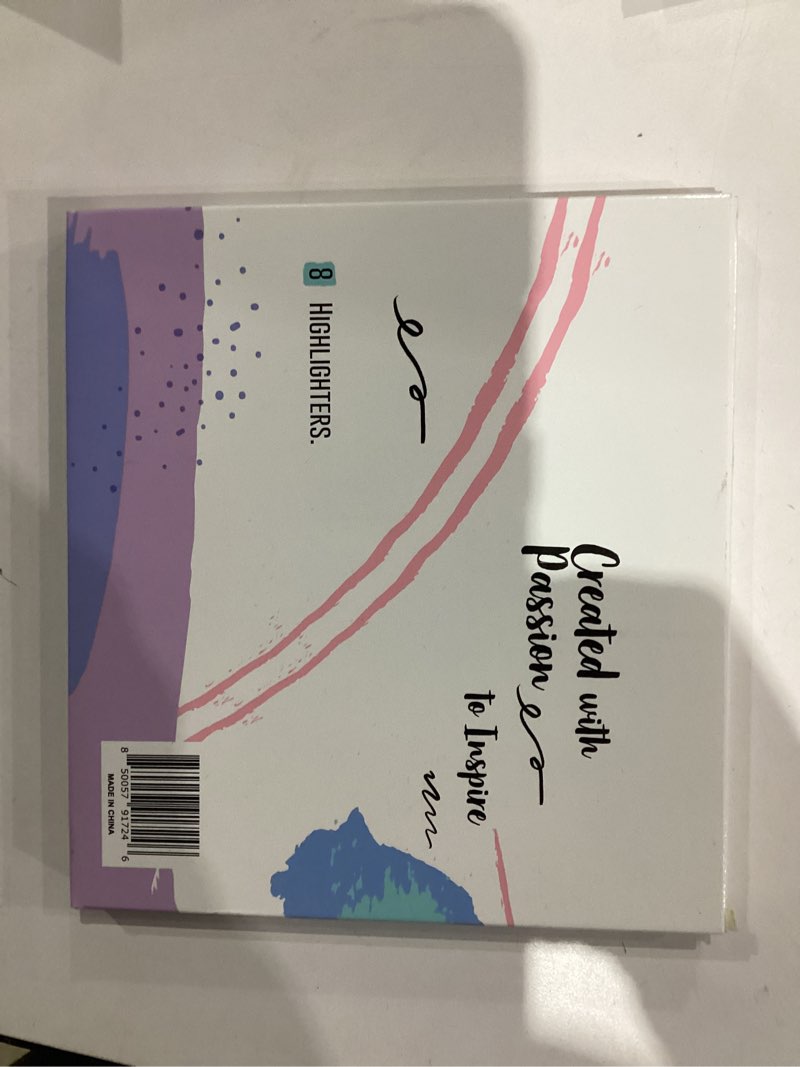 Created with
Passion
to Inspire
8 HIGHLIGHTERS.
8 50057 91724 6
MADE IN CHINA